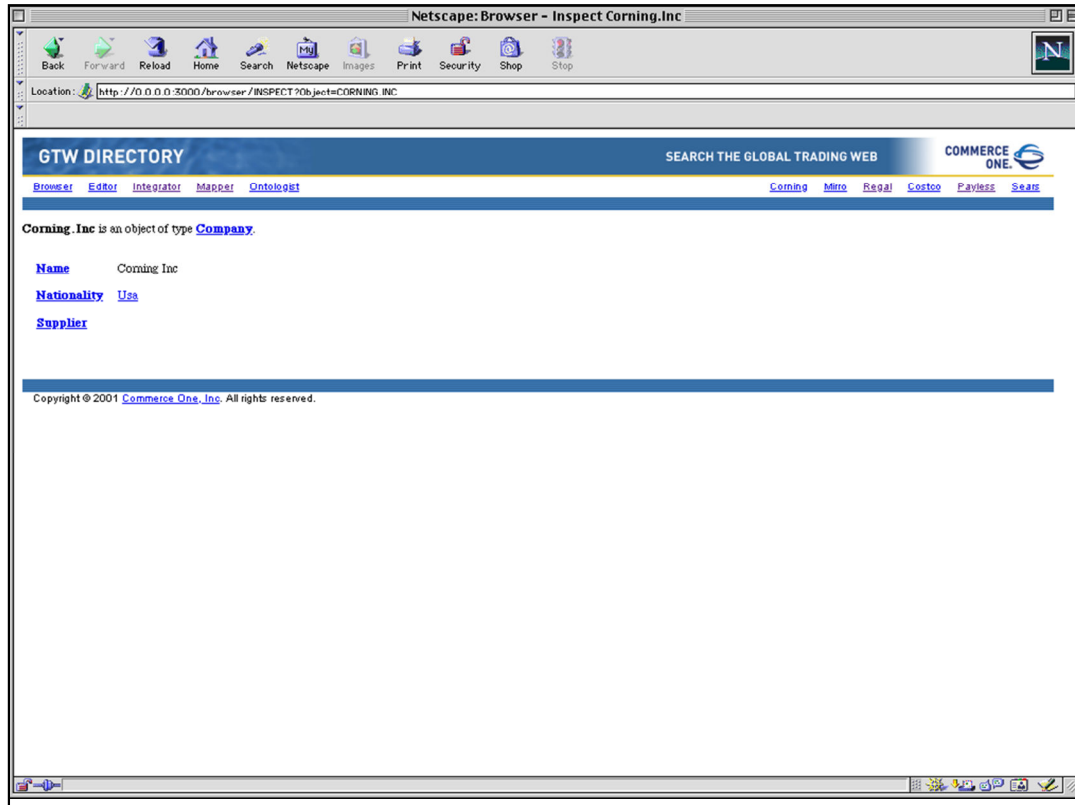 Netscape: Browser - Inspect Corning.Inc
Back Forward Reload Home Search My Netscape Images Print Security Shop Stop N
Location: http://0.0.0.0:3000/browser/INSPECT?Object=CORNING.INC
GTW DIRECTORY SEARCH THE GLOBAL TRADING WEB COMMERCE ONE.
Browser Editor Integrator Mapper Ontologist Corning Mirro Regal Costco Payless Sears
Corning.Inc is an object of type Company.
Name Corning Inc
Nationality Usa
Supplier
Copyright © 2001 Commerce One, Inc. All rights reserved.